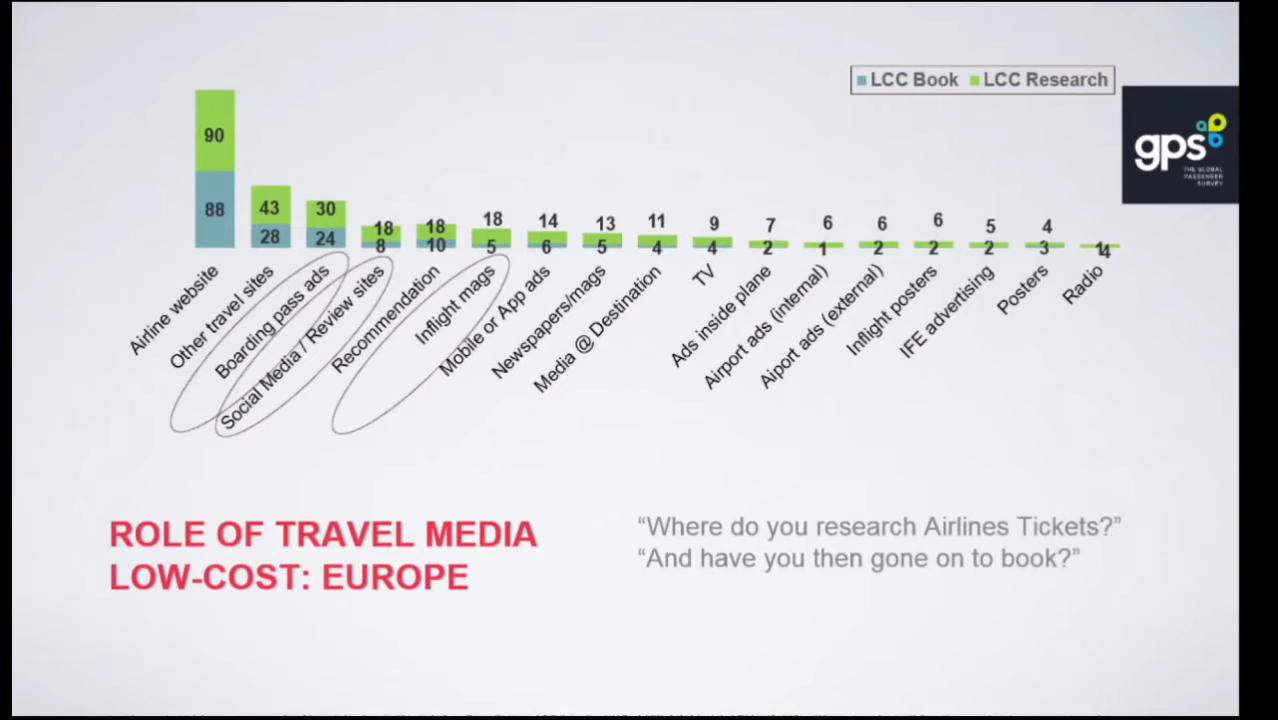 LCC Book LCC Research
gps
THE GLOBAL
PASSENGER
SURVEY
90
88
43
28
30
24
18
8
18
10
18
5
14
6
13
5
11
4
9
4
7
2
6
1
6
2
6
2
5
2
4
3
4
Airline website
Other travel sites
Boarding pass ads
Social Media / Review sites
Recommendation
Inflight mags
Mobile or App ads
Newspapers/mags
Media @ Destination
TV
Ads inside plane
Airport ads (internal)
Aiport ads (external)
Inflight posters
IFE advertising
Posters
Radio
ROLE OF TRAVEL MEDIA
LOW-COST: EUROPE
“Where do you research Airlines Tickets?”
“And have you then gone on to book?”